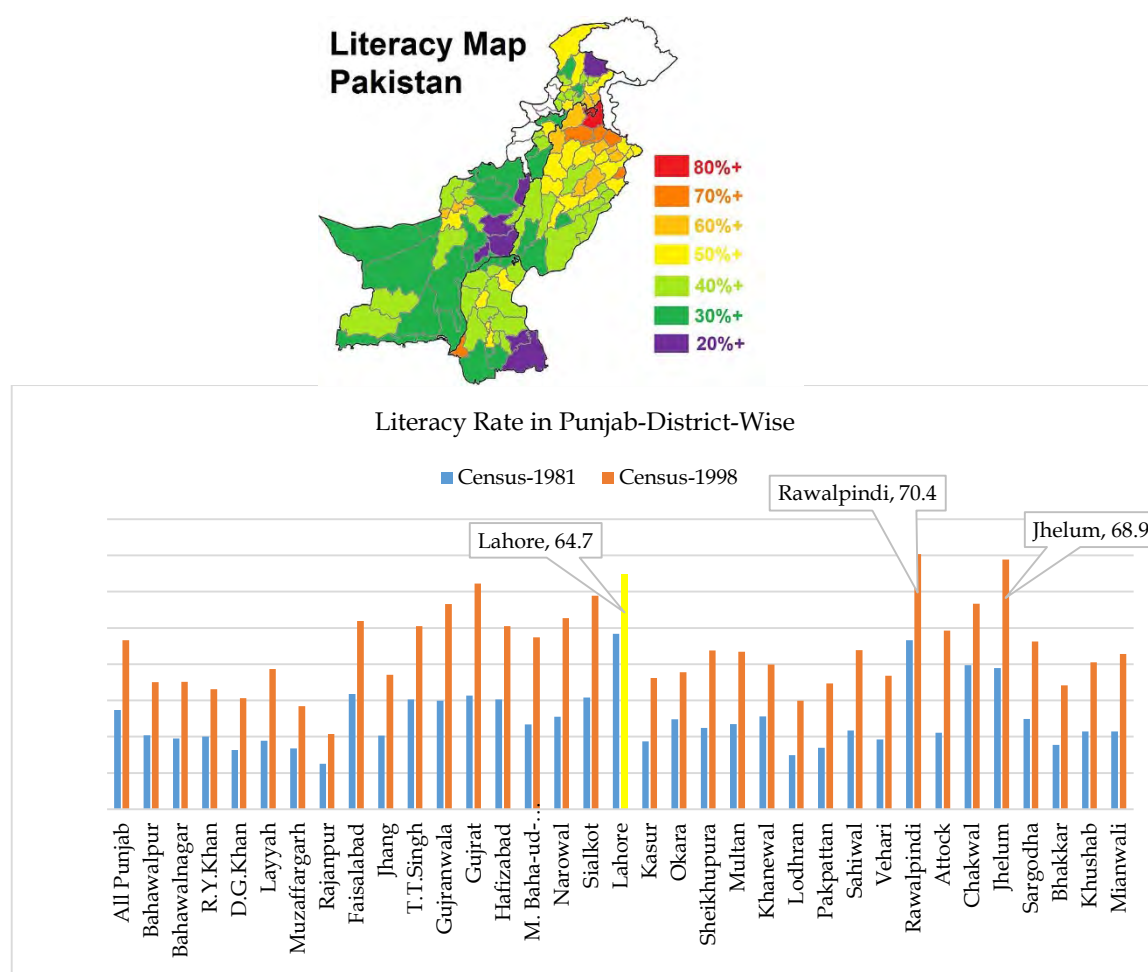 Literacy Map
Pakistan
80%+
70%+
60%+
50%+
40%+
30%+
20%+
Literacy Rate in Punjab-District-Wise
Census-1981
Census-1998
Lahore, 64.7
Rawalpindi, 70.4
Jhelum, 68.9
All Punjab
Bahawalpur
Bahawalnagar
R.Y.Khan
D.G.Khan
Layyah
Muzaffargarh
Rajanpur
Faisalabad
Jhang
T.T.Singh
Gujranwala
Gujrat
Hafizabad
M. Baha-ud-…
Narowal
Sialkot
Lahore
Kasur
Okara
Sheikhupura
Multan
Khanewal
Lodhran
Pakpattan
Sahiwal
Vehari
Rawalpindi
Attock
Chakwal
Jhelum
Sargodha
Bhakkar
Khushab
Mianwali